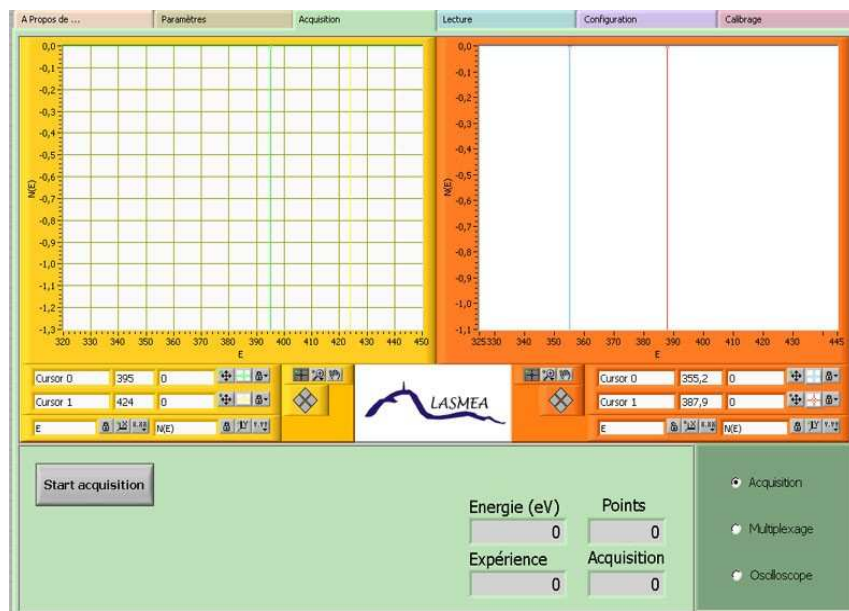 A Propos de ... Paramètres Acquisition Lecture Configuration Calibrage
0,0
-0,1
-0,2
-0,3
-0,4
-0,5
-0,6
-0,7
-0,8
-0,9
-1,0
-1,1
-1,2
-1,3
N(E)
320 330 340 350 360 370 380 390 400 410 420 430 440 450
E
0,0
-0,1
-0,2
-0,3
-0,4
-0,5
-0,6
-0,7
-0,8
-0,9
-1,0
-1,1
N(E)
325 330 340 350 360 370 380 390 400 410 420 430 445
E
Cursor 0 395 0
Cursor 1 424 0
E N(E)
LASMEA
Cursor 0 355,2 0
Cursor 1 387,9 0
E N(E)
Start acquisition
Energie (eV) Points
0 0
Expérience Acquisition
0 0
Acquisition
Multiplexage
Oscilloscope